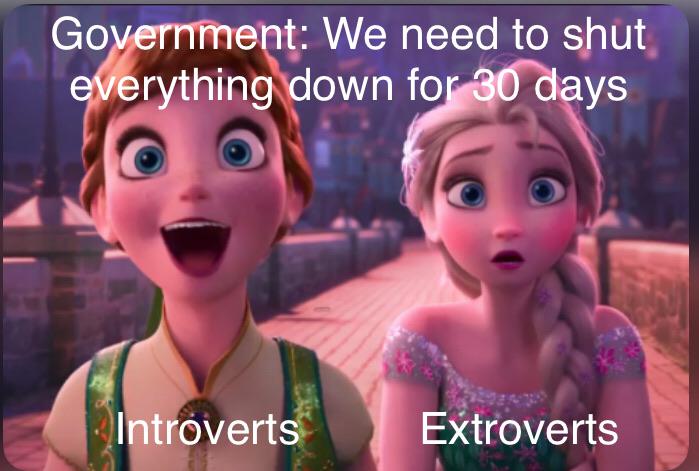 Government: We need to shut
everything down for 30 days
Introverts
Extroverts